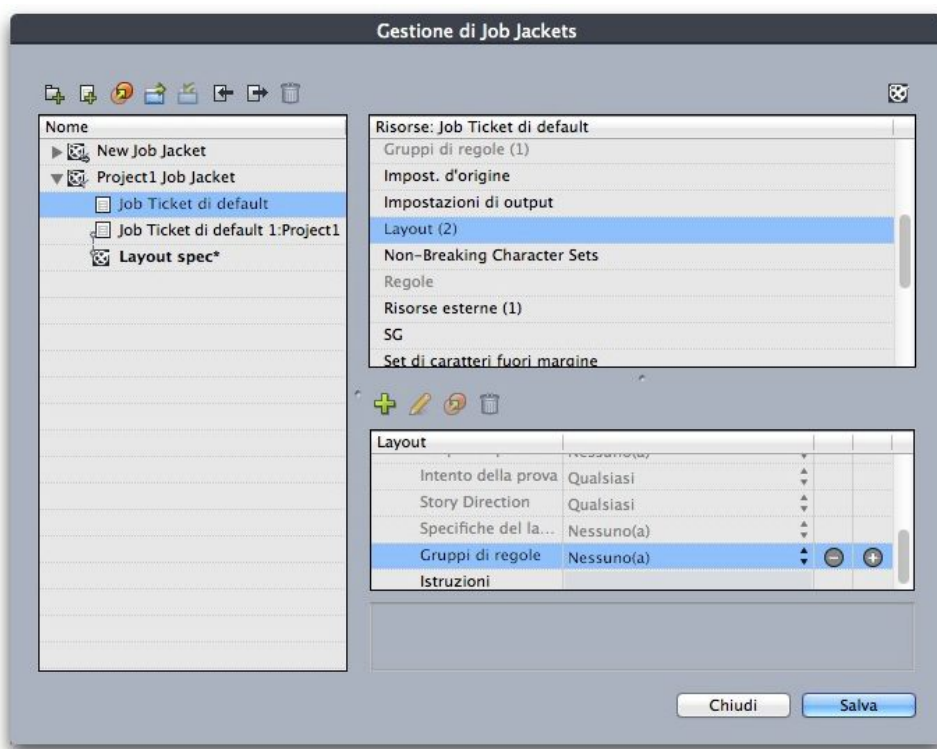 Gestione di Job Jackets
Nome
New Job Jacket
Project1 Job Jacket
Job Ticket di default
Job Ticket di default 1:Project1
Layout spec*
Risorse: Job Ticket di default
Gruppi di regole (1)
Impost. d'origine
Impostazioni di output
Layout (2)
Non-Breaking Character Sets
Regole
Risorse esterne (1)
SG
Set di caratteri fuori margine
Layout
Nessuno(a)
Intento della prova Qualsiasi
Story Direction Qualsiasi
Specifiche del la... Nessuno(a)
Gruppi di regole Nessuno(a)
Istruzioni
Chiudi Salva